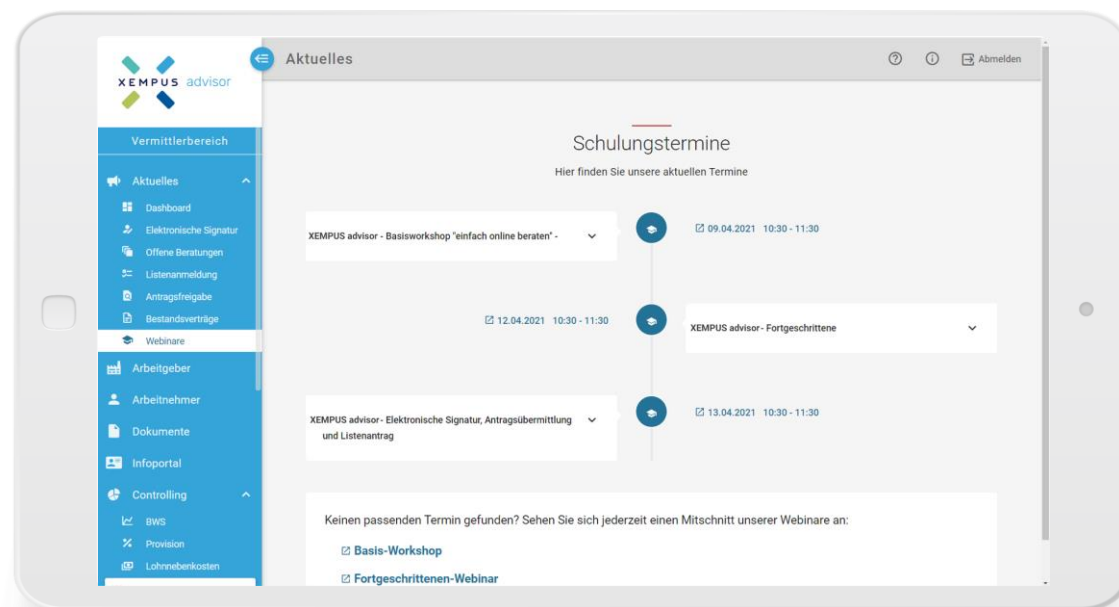 XEMPUS advisor
Aktuelles
Abmelden
Vermittlerbereich
Aktuelles
Dashboard
Elektronische Signatur
Offene Beratungen
Listenanmeldung
Antragsfreigabe
Bestandsverträge
Webinare
Arbeitgeber
Arbeitnehmer
Dokumente
Infoportal
Controlling
BWS
Provision
Lohnnebenkosten
Schulungstermine
Hier finden Sie unsere aktuellen Termine
XEMPUS advisor - Basisworkshop "einfach online beraten" -
09.04.2021 10:30 - 11:30
12.04.2021 10:30 - 11:30
XEMPUS advisor- Fortgeschrittene
XEMPUS advisor- Elektronische Signatur, Antragsübermittlung
und Listenantrag
13.04.2021 10:30 - 11:30
Keinen passenden Termin gefunden? Sehen Sie sich jederzeit einen Mitschnitt unserer Webinare an:
Basis-Workshop
Fortgeschrittenen-Webinar